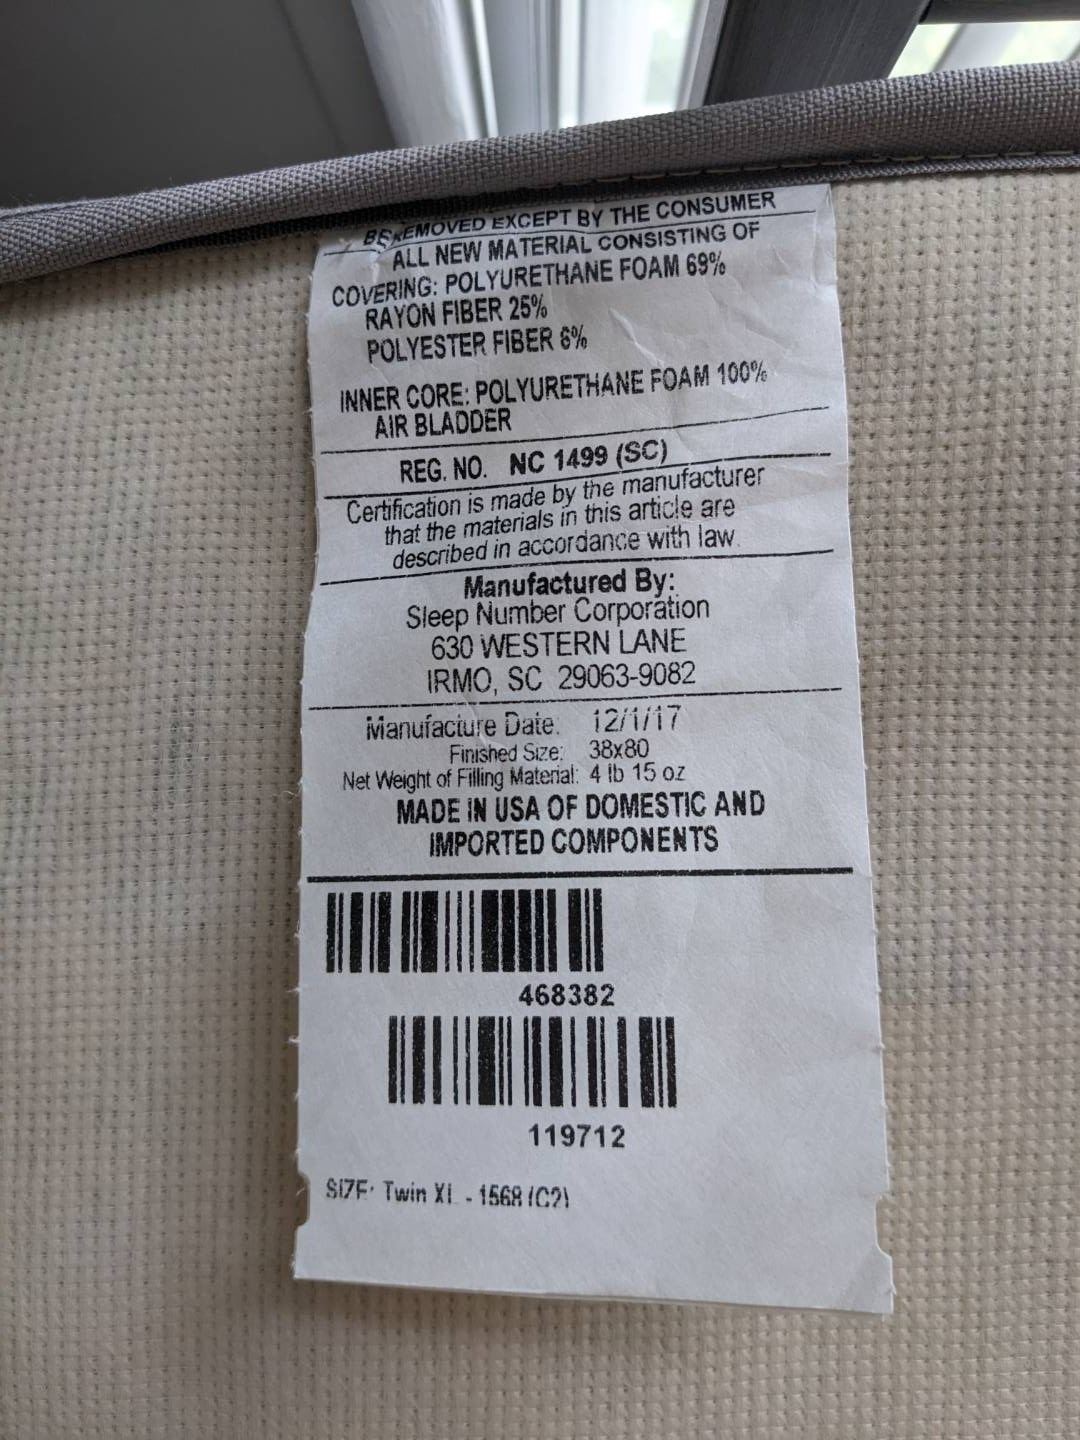 BE REMOVED EXCEPT BY THE CONSUMER
ALL NEW MATERIAL CONSISTING OF
COVERING: POLYURETHANE FOAM 69%
RAYON FIBER 25%
POLYESTER FIBER 6%
INNER CORE: POLYURETHANE FOAM 100%
AIR BLADDER
REG. NO. NC 1499 (SC)
Certification is made by the manufacturer
that the materials in this article are
described in accordance with law.
Manufactured By:
Sleep Number Corporation
630 WESTERN LANE
IRMO, SC 29063-9082
Manufacture Date: 12/1/17
Finished Size: 38x80
Net Weight of Filling Material: 4 lb 15 oz
MADE IN USA OF DOMESTIC AND
IMPORTED COMPONENTS
468382
119712
SIZE: Twin XL - 1568 (C2)